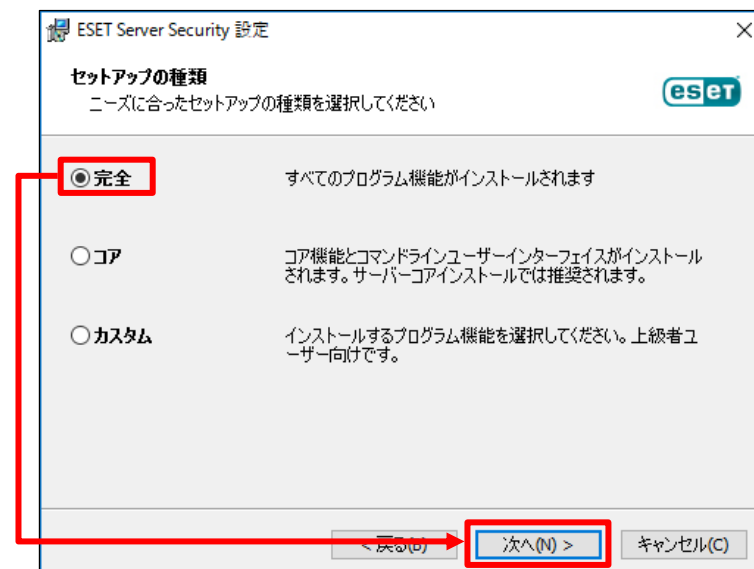 ESET Server Security 設定
セットアップの種類
ニーズに合ったセットアップの種類を選択してください
eseT
完全
すべてのプログラム機能がインストールされます
コア
コア機能とコマンドラインユーザーインターフェイスがインストール
されます。サーバーコアインストールでは推奨されます。
カスタム
インストールするプログラム機能を選択してください。上級者ユ
ーザー向けです。
< 戻る(B)
次へ(N) >
キャンセル(C)